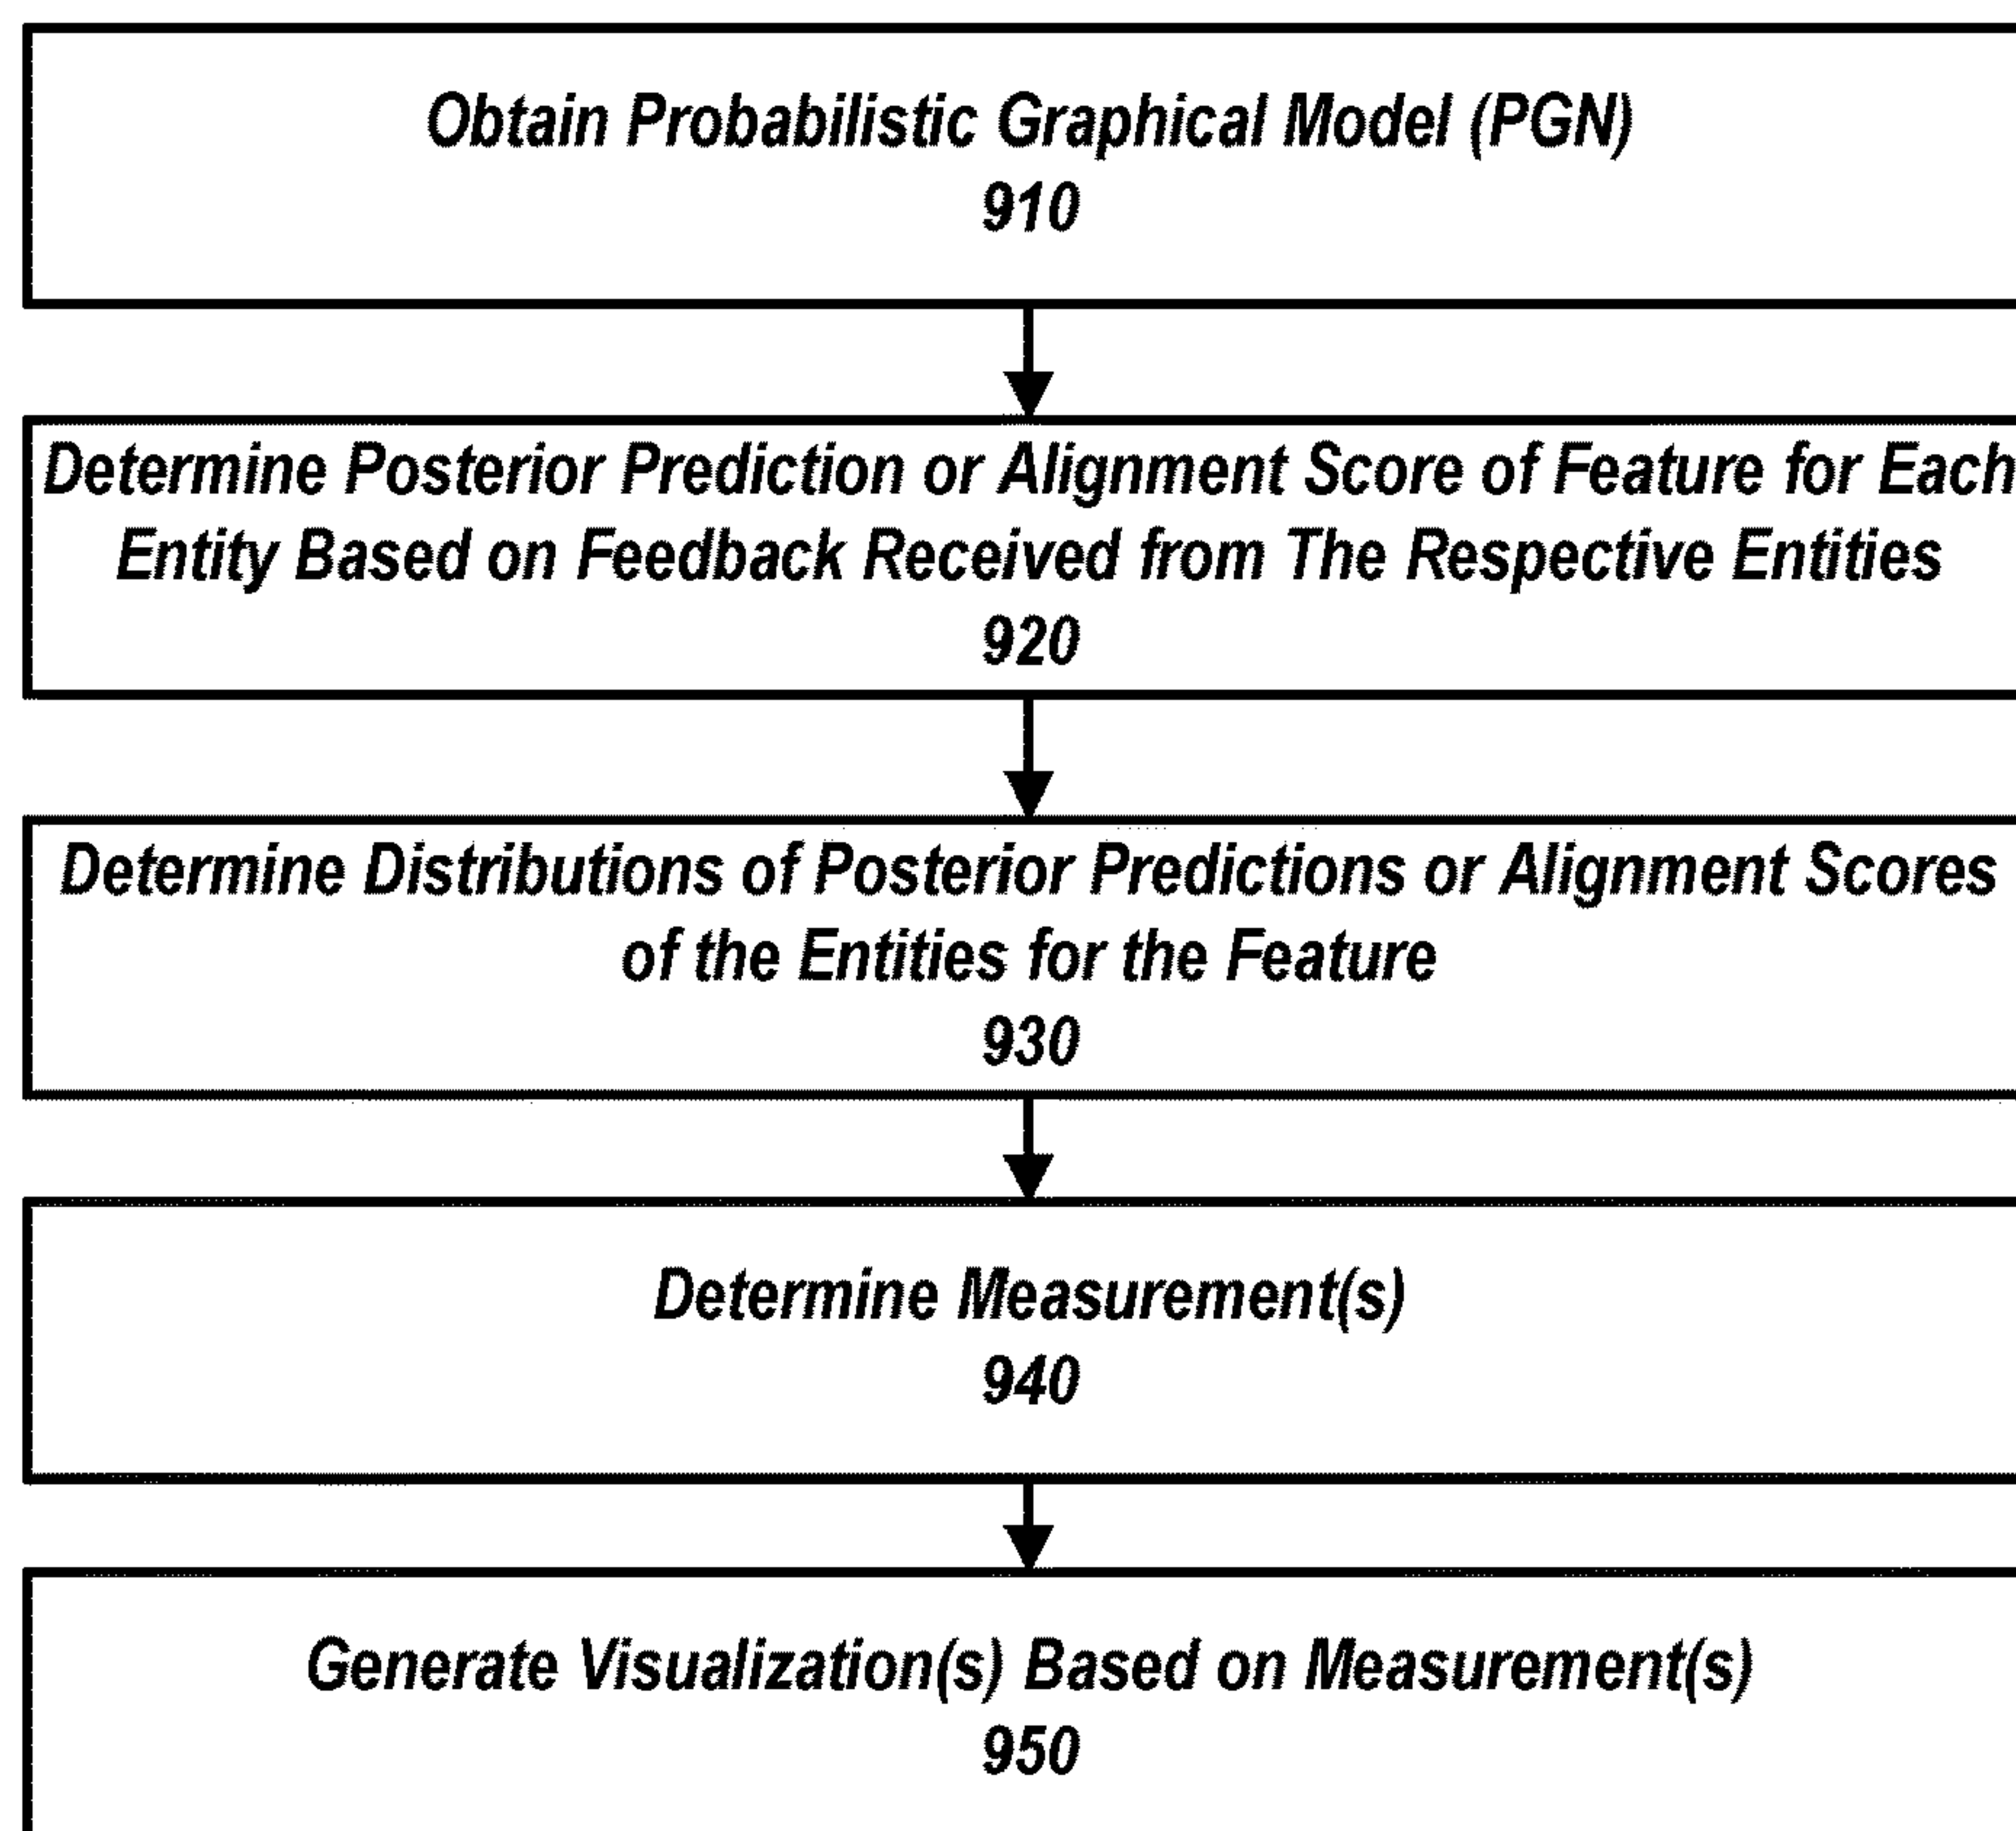 Obtain Probabilistic Graphical Model (PGN)
910
Determine Posterior Prediction or Alignment Score of Feature for Each
Entity Based on Feedback Received from The Respective Entities
920
Determine Distributions of Posterior Predictions or Alignment Scores
of the Entities for the Feature
930
Determine Measurement(s)
940
Generate Visualization(s) Based on Measurement(s)
950